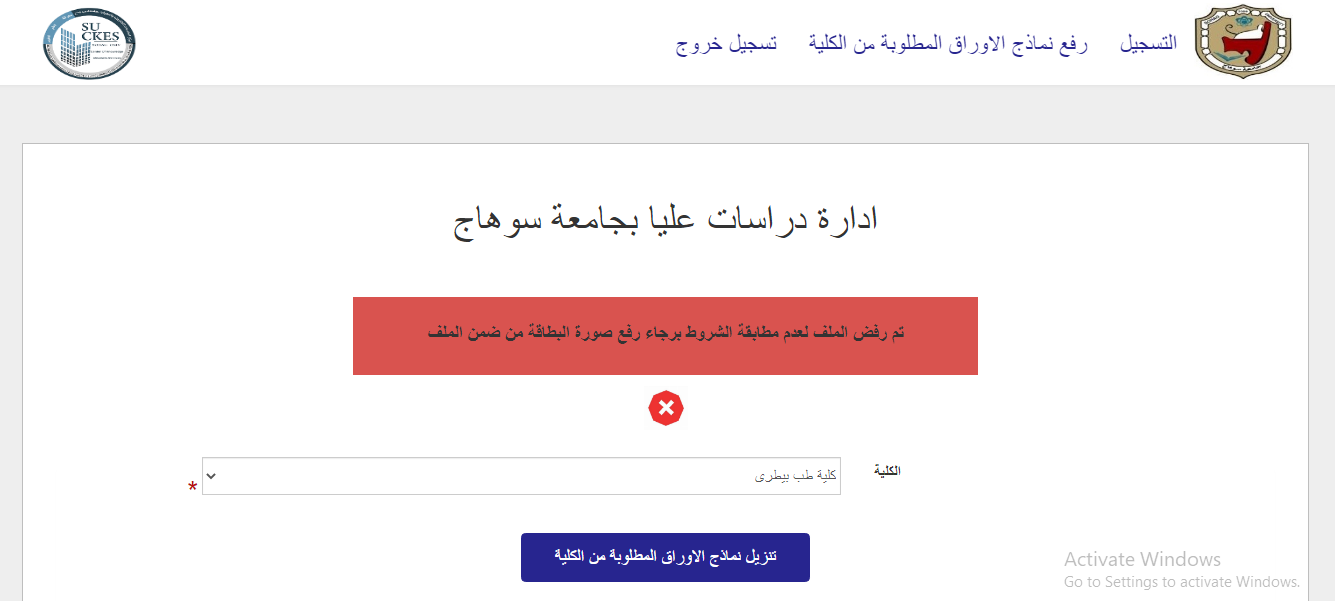 التسجيل
رفع نماذج الاوراق المطلوبة من الكلية
تسجيل خروج
SU
CKES
ادارة دراسات عليا بجامعة سوهاج
تم رفض الملف لعدم مطابقة الشروط برجاء رفع صورة البطاقة من ضمن الملف
الكلية
كلية طب بيطرى
*
تنزيل نماذج الاوراق المطلوبة من الكلية
Activate Windows
Go to Settings to activate Windows.